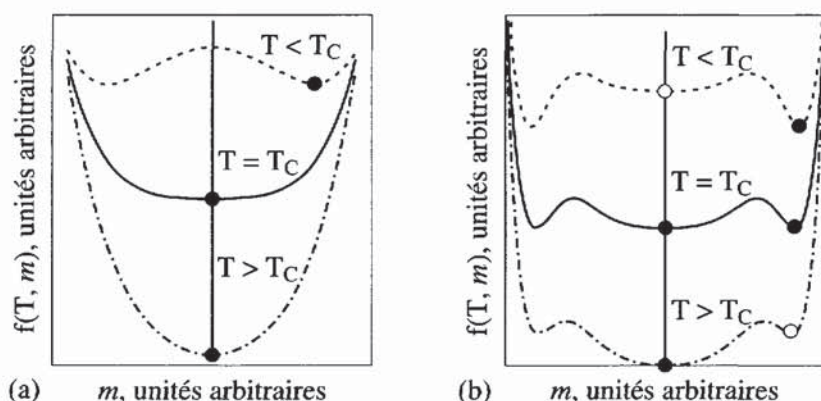 f(T, m), unités arbitraires
T < T_C
T = T_C
T > T_C
(a) m, unités arbitraires
f(T, m), unités arbitraires
T < T_C
T = T_C
T > T_C
(b) m, unités arbitraires